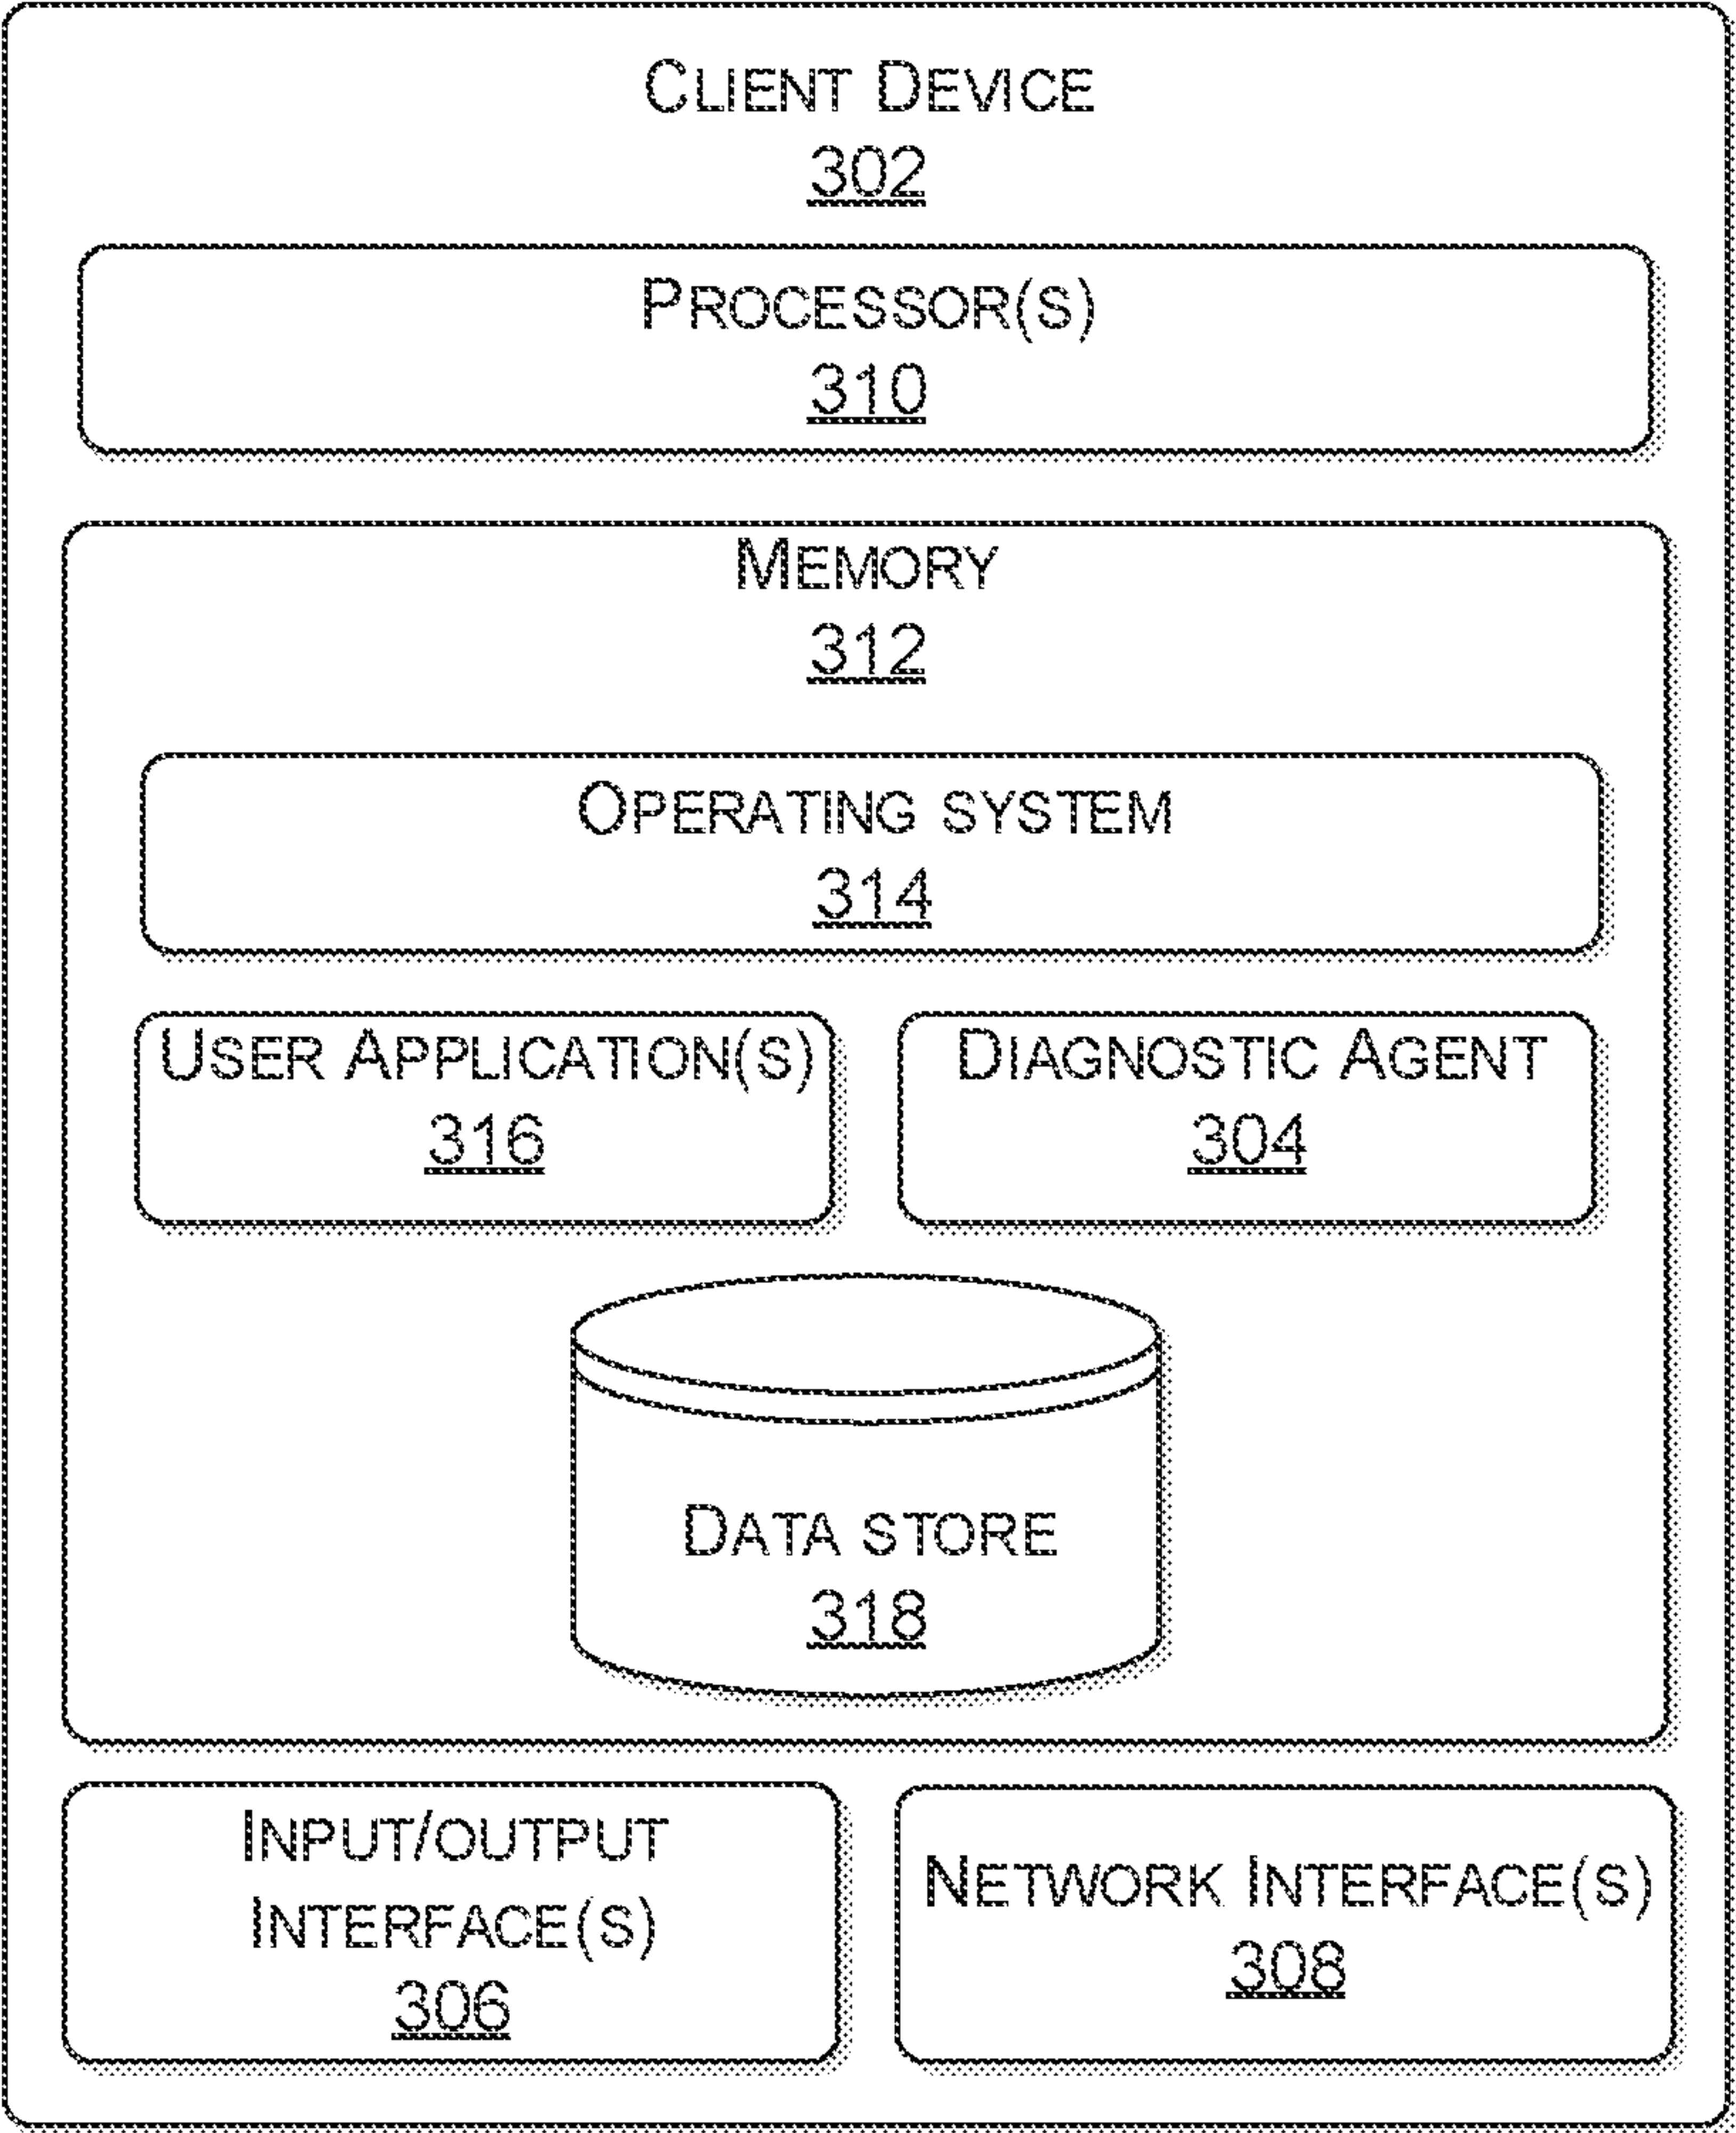 CLIENT DEVICE
302
PROCESSOR(S)
310
MEMORY
312
OPERATING SYSTEM
314
USER APPLICATION(S)
316
DIAGNOSTIC AGENT
304
DATA STORE
318
INPUT/OUTPUT
INTERFACE(S)
306
NETWORK INTERFACE(S)
308